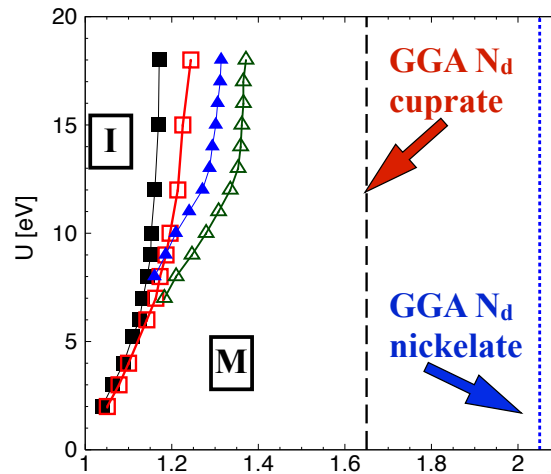 20
15
10
5
0
U [eV]
I
M
GGA N_d
cuprate
GGA N_d
nickelate
1
1.2
1.4
1.6
1.8
2